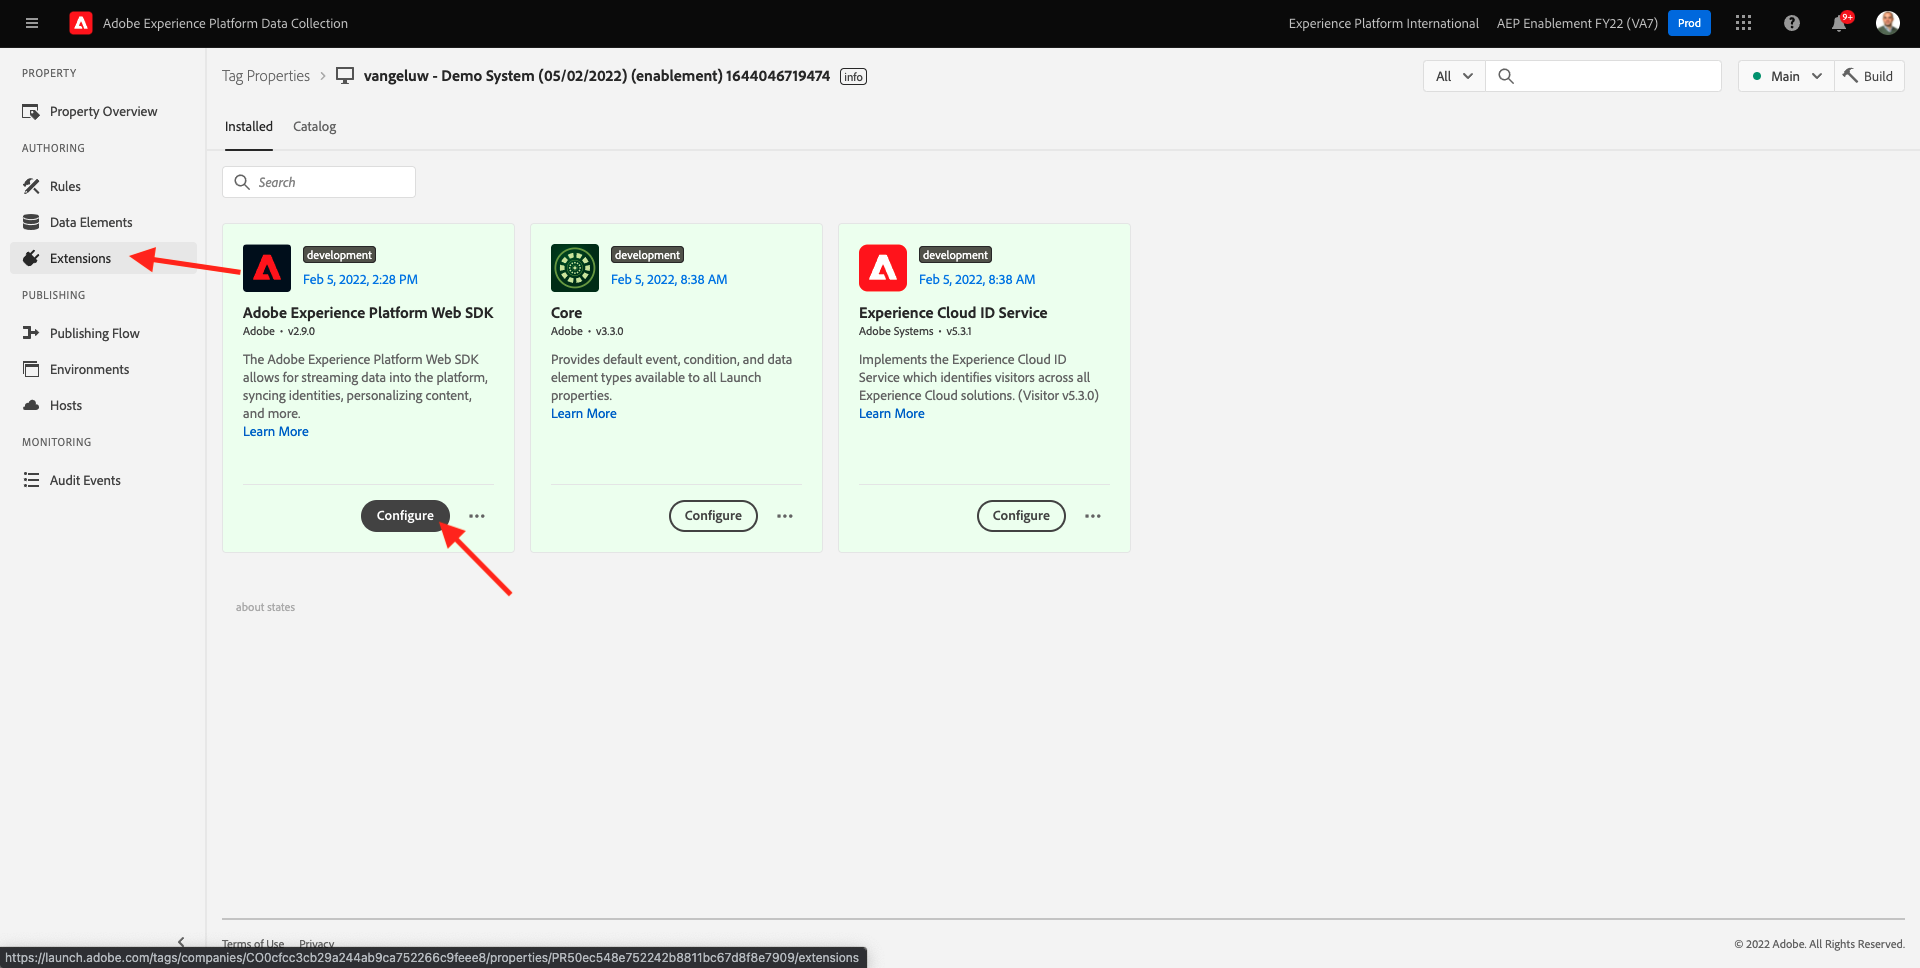 Adobe Experience Platform Data Collection
Experience Platform International
AEP Enablement FY22 (VA7)
Prod
9+
PROPERTY
Property Overview
AUTHORING
Rules
Data Elements
Extensions
PUBLISHING
Publishing Flow
Environments
Hosts
MONITORING
Audit Events
Tag Properties
vangeluw - Demo System (05/02/2022) (enablement) 1644046719474
info
All
Main
Build
Installed
Catalog
Search
development
Feb 5, 2022, 2:28 PM
Adobe Experience Platform Web SDK
Adobe • v2.9.0
The Adobe Experience Platform Web SDK
allows for streaming data into the platform,
syncing identities, personalizing content,
and more.
Learn More
Configure
development
Feb 5, 2022, 8:38 AM
Core
Adobe • v3.3.0
Provides default event, condition, and data
element types available to all Launch
properties.
Learn More
Configure
development
Feb 5, 2022, 8:38 AM
Experience Cloud ID Service
Adobe Systems • v5.3.1
Implements the Experience Cloud ID
Service which identifies visitors across all
Experience Cloud solutions. (Visitor v5.3.0)
Learn More
Configure
about states
Terms of Use
Privacy
© 2022 Adobe. All Rights Reserved.
https://launch.adobe.com/tags/companies/CO0cfcc3cb29a244ab9ca752266c9feee8/properties/PR50ec548e752242b8811bc67d8f8e7909/extensions